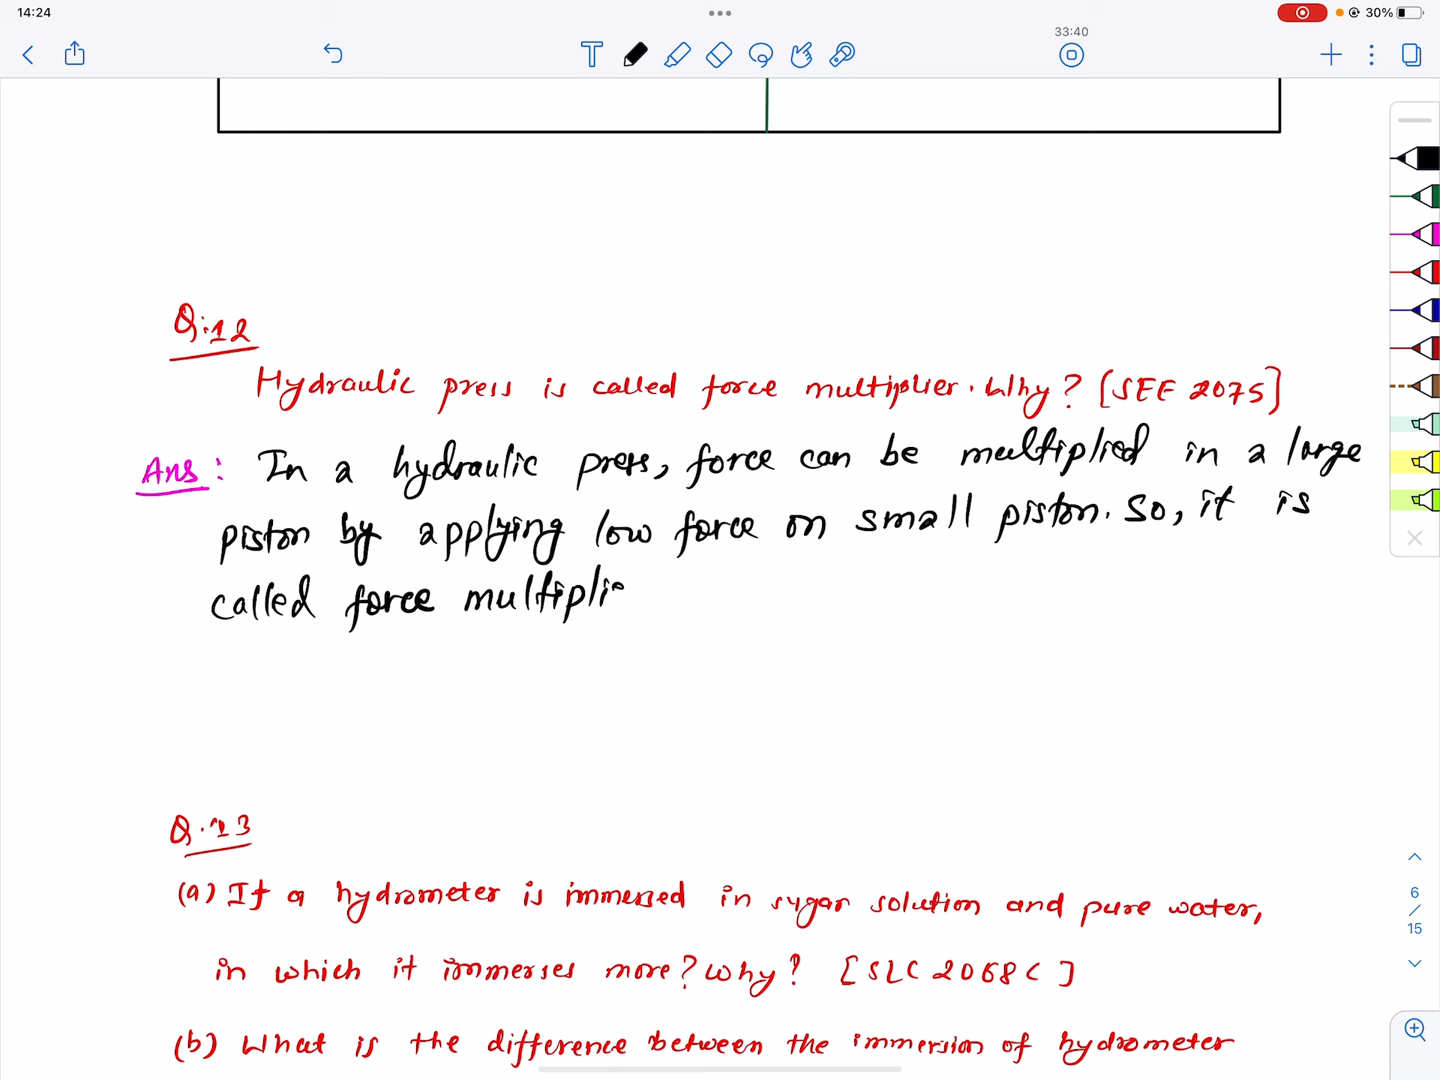 14:24
30%
33:40
T
Q.12
Hydraulic press is called force multiplier. Why? [SEE 2075]
Ans: In a hydraulic press, force can be multiplied in a large
piston by applying low force on small piston. So, it is
called force multipli
Q.13
(a) If a hydrometer is immersed in sugar solution and pure water,
in which it immerses more? Why? [SLC 2068 C]
(b) What is the difference between the immersion of hydrometer
6
/
15